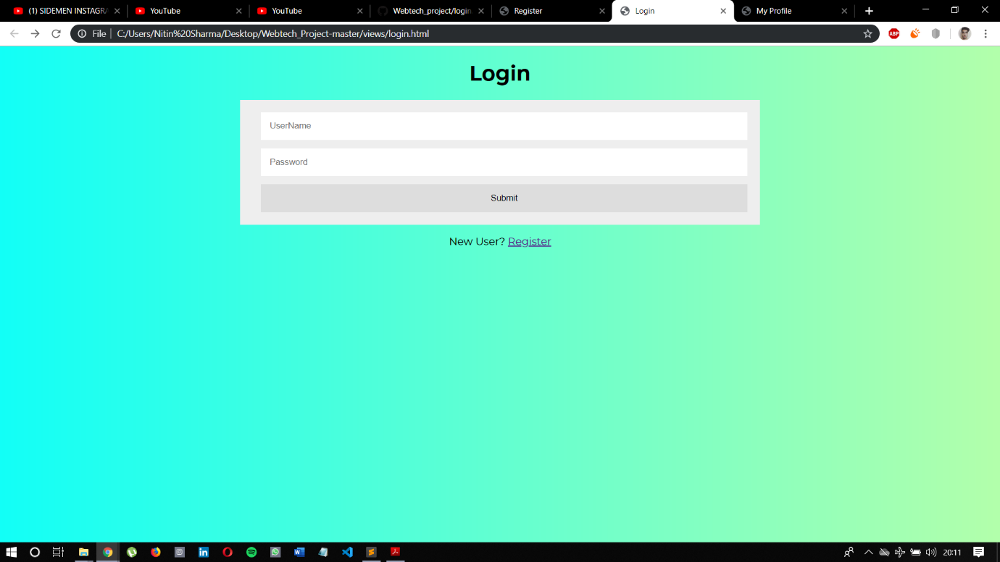 (1) SIDEMEN INSTAGRA
YouTube
YouTube
Webtech_project/login
Register
Login
My Profile
File
C:/Users/Nitin%20Sharma/Desktop/Webtech_Project-master/views/login.html
ABP
Login
UserName
Password
Submit
New User? Register
20:11